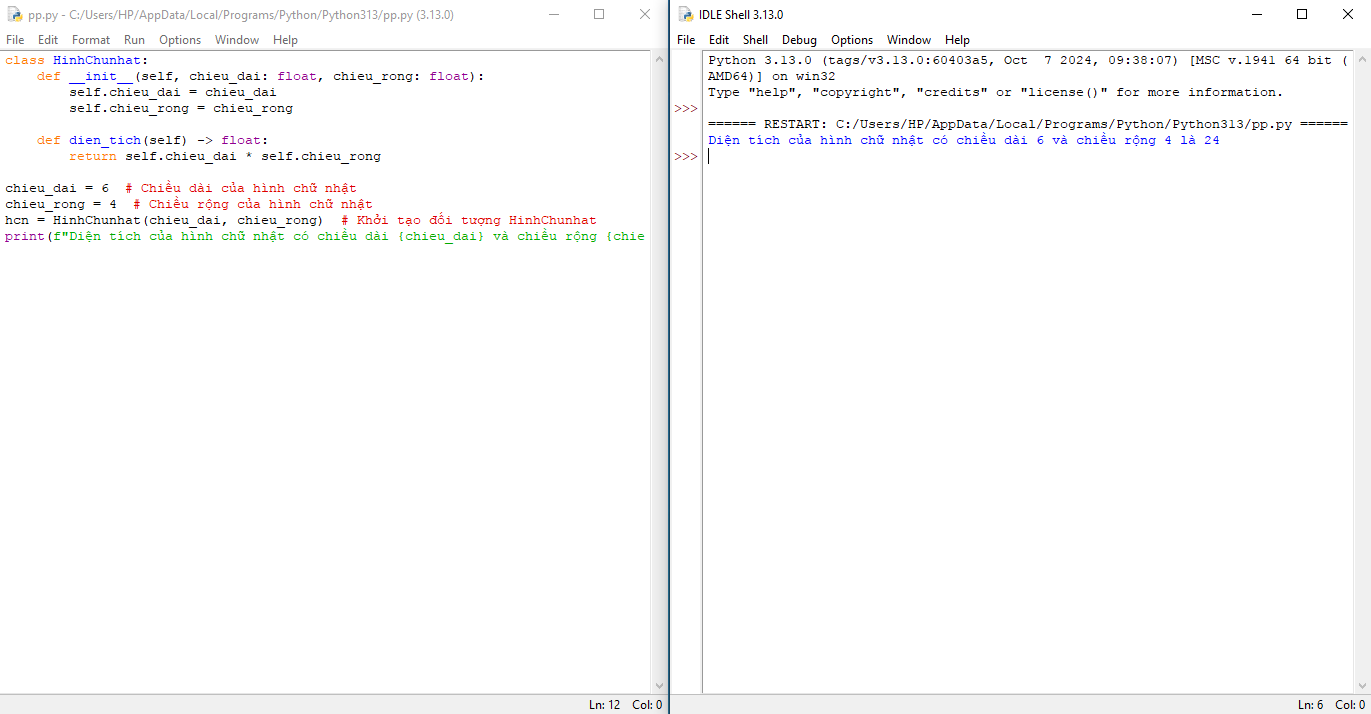 pp.py - C:/Users/HP/AppData/Local/Programs/Python/Python313/pp.py (3.13.0)
File Edit Format Run Options Window Help
class HinhChunhat:
    def __init__(self, chieu_dai: float, chieu_rong: float):
        self.chieu_dai = chieu_dai
        self.chieu_rong = chieu_rong
    def dien_tich(self) -> float:
        return self.chieu_dai * self.chieu_rong
chieu_dai = 6  # Chiều dài của hình chữ nhật
chieu_rong = 4  # Chiều rộng của hình chữ nhật
hcn = HinhChunhat(chieu_dai, chieu_rong)  # Khởi tạo đối tượng HinhChunhat
print(f"Diện tích của hình chữ nhật có chiều dài {chieu_dai} và chiều rộng {chie
Ln: 12 Col: 0
IDLE Shell 3.13.0
File Edit Shell Debug Options Window Help
Python 3.13.0 (tags/v3.13.0:60403a5, Oct  7 2024, 09:38:07) [MSC v.1941 64 bit (
AMD64)] on win32
Type "help", "copyright", "credits" or "license()" for more information.
>>>
====== RESTART: C:/Users/HP/AppData/Local/Programs/Python/Python313/pp.py ======
Diện tích của hình chữ nhật có chiều dài 6 và chiều rộng 4 là 24
>>>
Ln: 6 Col: 0